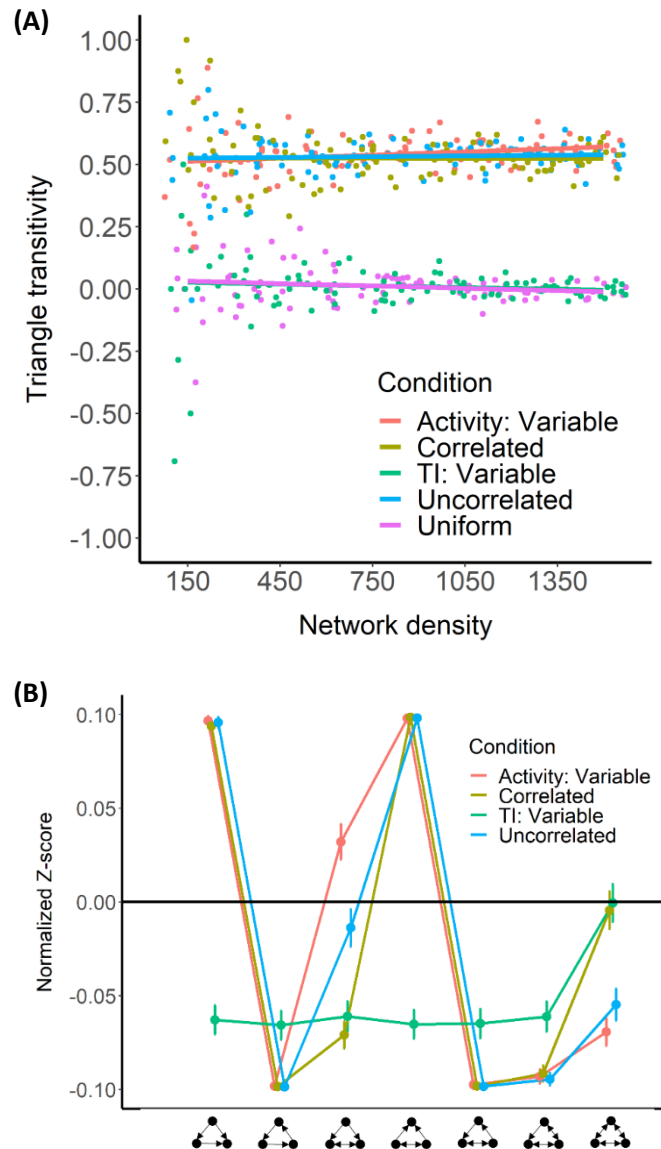 (A)
1.00
0.75
0.50
0.25
0.00
-0.25
-0.50
-0.75
-1.00
Triangle transitivity
Condition
Activity: Variable
Correlated
TI: Variable
Uncorrelated
Uniform
150 450 750 1050 1350
Network density
(B)
0.10
0.05
0.00
-0.05
-0.10
Normalized Z-score
Condition
Activity: Variable
Correlated
TI: Variable
Uncorrelated